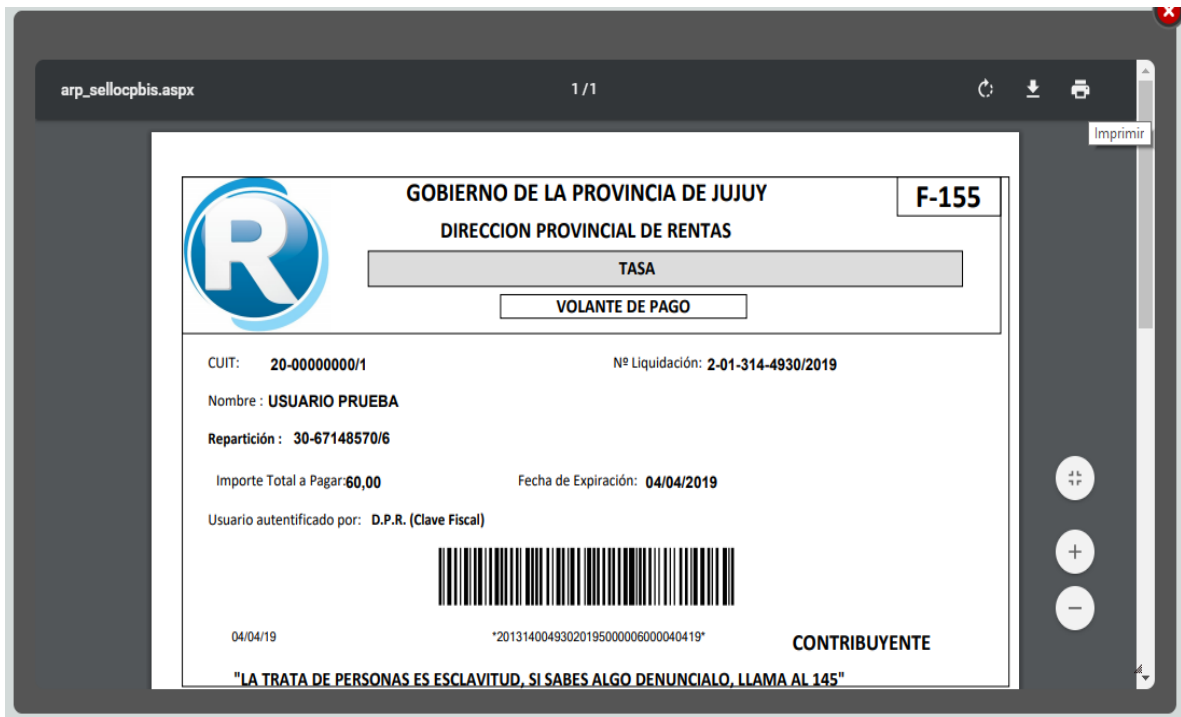 arp_sellocpbis.aspx 1 / 1
Imprimir
R
GOBIERNO DE LA PROVINCIA DE JUJUY F-155
DIRECCION PROVINCIAL DE RENTAS
TASA
VOLANTE DE PAGO
CUIT: 20-00000000/1 Nº Liquidación: 2-01-314-4930/2019
Nombre : USUARIO PRUEBA
Repartición : 30-67148570/6
Importe Total a Pagar:60,00 Fecha de Expiración: 04/04/2019
Usuario autentificado por: D.P.R. (Clave Fiscal)
04/04/19 *20131400493020195000006000040419* CONTRIBUYENTE
"LA TRATA DE PERSONAS ES ESCLAVITUD, SI SABES ALGO DENUNCIALO, LLAMA AL 145"